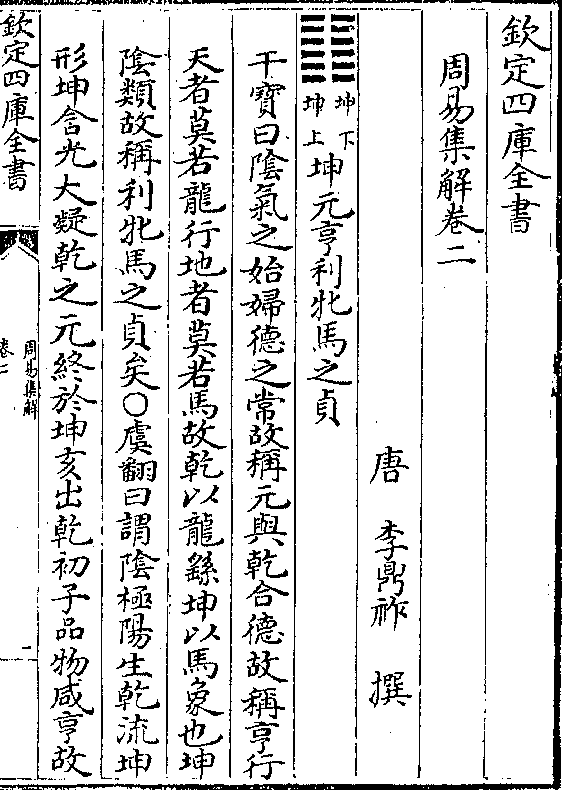 欽定四庫全書
周易集解卷二
唐 李鼎祚 撰
䷁坤下坤上坤元亨利牝馬之貞
干寶曰陰氣之始婦德之常故稱元與乾合德故稱亨行
天者莫若龍行地者莫若馬故乾以龍繇坤以馬象也坤
陰類故稱利牝馬之貞矣〇虞翻曰謂陰極陽生乾流坤
形坤含光大凝乾之元終於坤亥出乾初子品物咸亨故
欽定四庫全書
周易集解
卷二
一